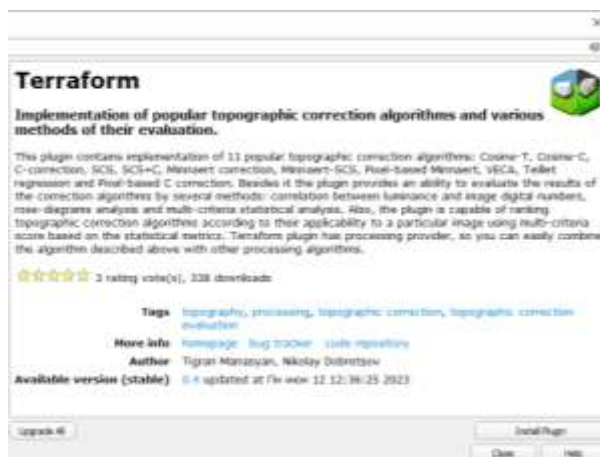 Terraform
Implementation of popular topographic correction algorithms and various
methods of their evaluation.
This plugin contains implementation of 11 popular topographic correction algorithms: Cosine-T, Cosine-C,
C-correction, SCS, SCS+C, Minnaert correction, Minnaert-SCS, Pixel-based Minnaert, VECA, Teillet
regression and Pixel-based C correction. Besides it the plugin provides an ability to evaluate the results of
the correction algorithms by several methods: correlation between luminance and image digital numbers,
rose-diagrams analysis and multi-criteria statistical analysis. Also, the plugin is capable of ranking
topographic correction algorithms according to their applicability to a particular image using multi-criteria
score based on the statistical metrics. Terraform plugin has processing provider, so you can easily combine
the algorithm described above with other processing algorithms.
3 rating vote(s), 338 downloads
Tags topography, processing, topographic correction, topographic correction
evaluation
More info homepage bug tracker code repository
Author Tigran Manasyan, Nikolay Dobretsov
Available version (stable) 0.4 updated at Пн июн 12 12:36:25 2023
Upgrade All Install Plugin
Close Help